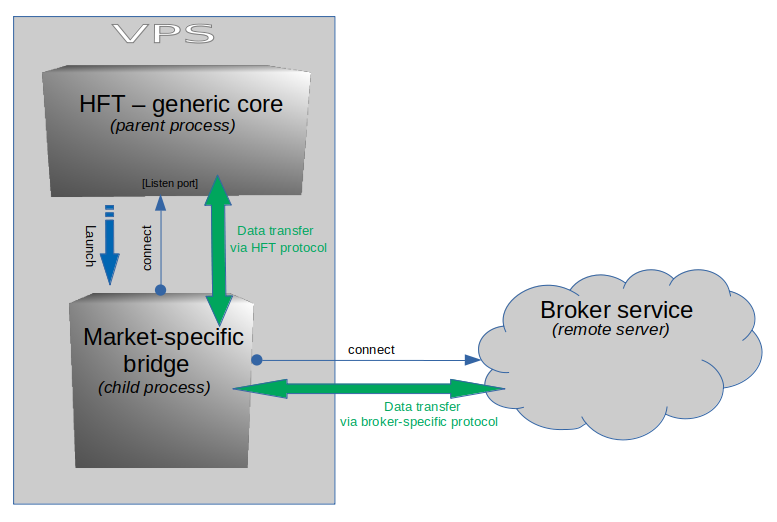 VPS
HFT – generic core
(parent process)
[Listen port]
Launch
connect
Data transfer
via HFT protocol
Market-specific
bridge
(child process)
connect
Data transfer
via broker-specific protocol
Broker service
(remote server)